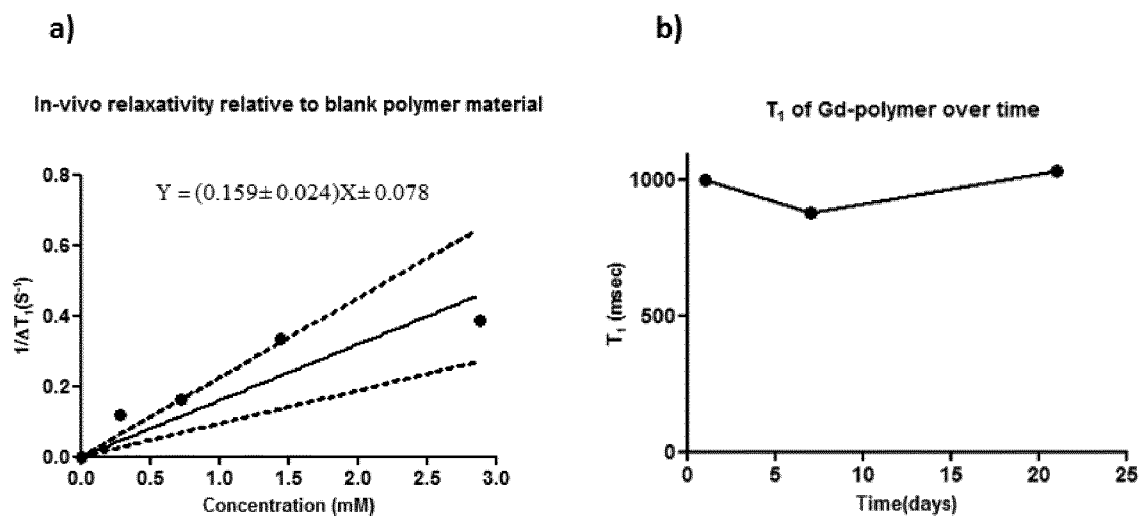 a)
In-vivo relaxativity relative to blank polymer material
Y = (0.159± 0.024)X± 0.078
0.8
0.6
0.4
0.2
0.0
1/ΔT₁(S⁻¹)
0.0 0.5 1.0 1.5 2.0 2.5 3.0
Concentration (mM)
b)
T₁ of Gd-polymer over time
1000
500
0
T₁ (msec)
0 5 10 15 20 25
Time(days)